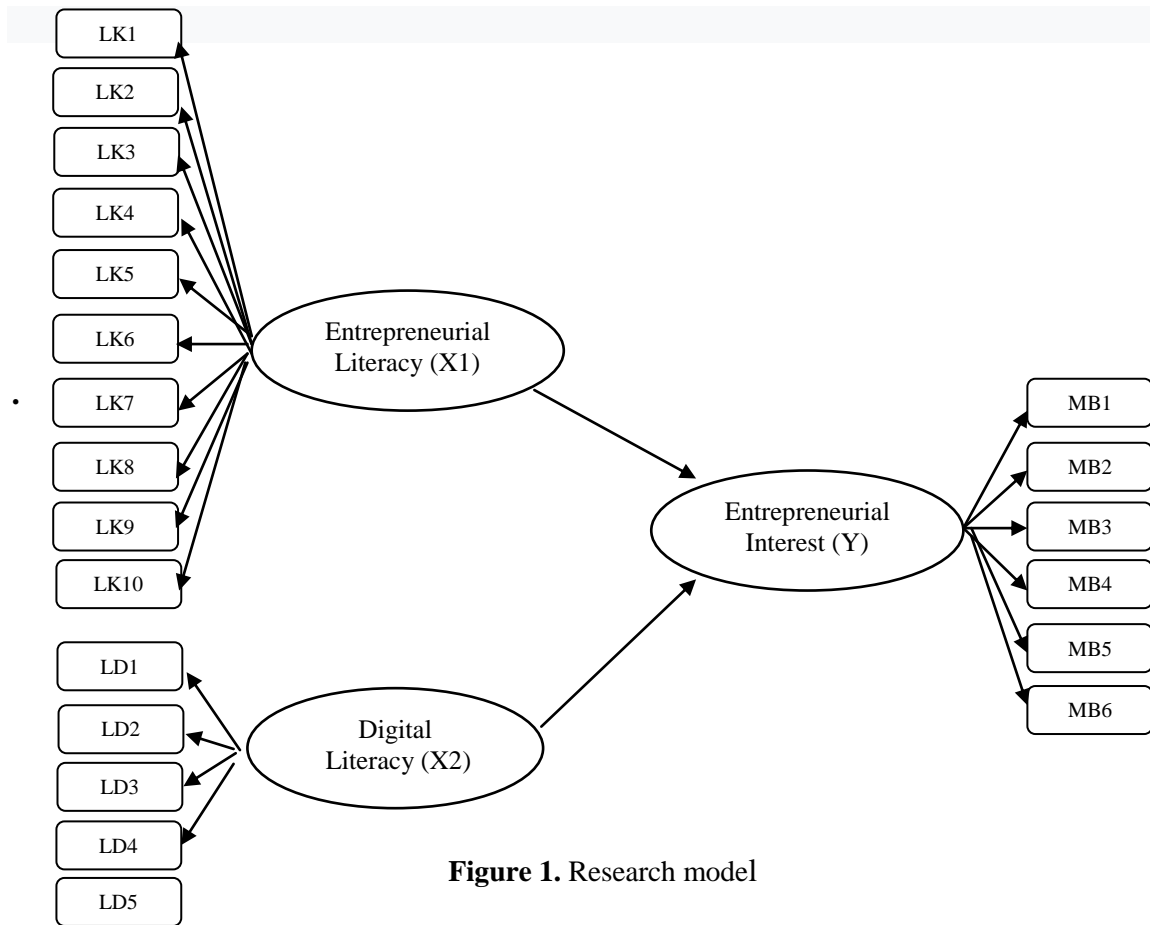 LK1
LK2
LK3
LK4
LK5
LK6
LK7
LK8
LK9
LK10
Entrepreneurial
Literacy (X1)
LD1
LD2
LD3
LD4
LD5
Digital
Literacy (X2)
Entrepreneurial
Interest (Y)
MB1
MB2
MB3
MB4
MB5
MB6
Figure 1. Research model